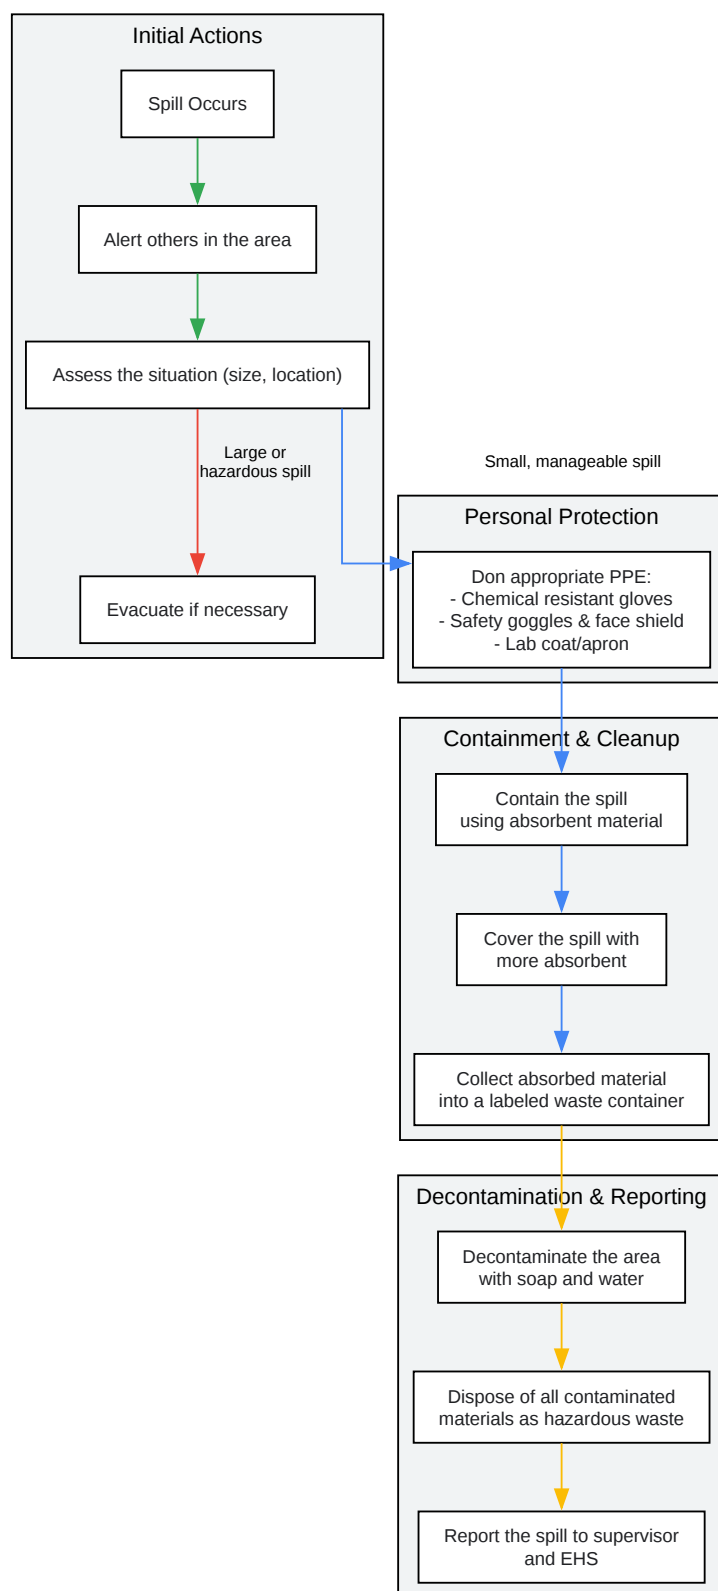 Initial Actions
Spill Occurs
Alert others in the area
Assess the situation (size, location)
Large or
hazardous spill
Evacuate if necessary
Small, manageable spill
Personal Protection
Don appropriate PPE:
- Chemical resistant gloves
- Safety goggles & face shield
- Lab coat/apron
Containment & Cleanup
Contain the spill
using absorbent material
Cover the spill with
more absorbent
Collect absorbed material
into a labeled waste container
Decontamination & Reporting
Decontaminate the area
with soap and water
Dispose of all contaminated
materials as hazardous waste
Report the spill to supervisor
and EHS